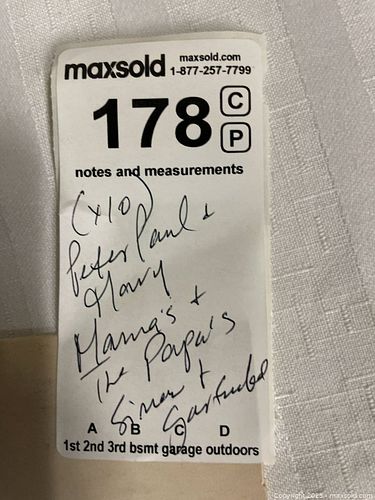 maxsold maxsold.com
1-877-257-7799
178 C
P
notes and measurements
(x10)
Peter Paul +
Mary
Mama's +
The Papa's
Simon +
Garfunkel
A B C D
1st 2nd 3rd bsmt garage outdoors
Copyright 2025 - maxsold.com